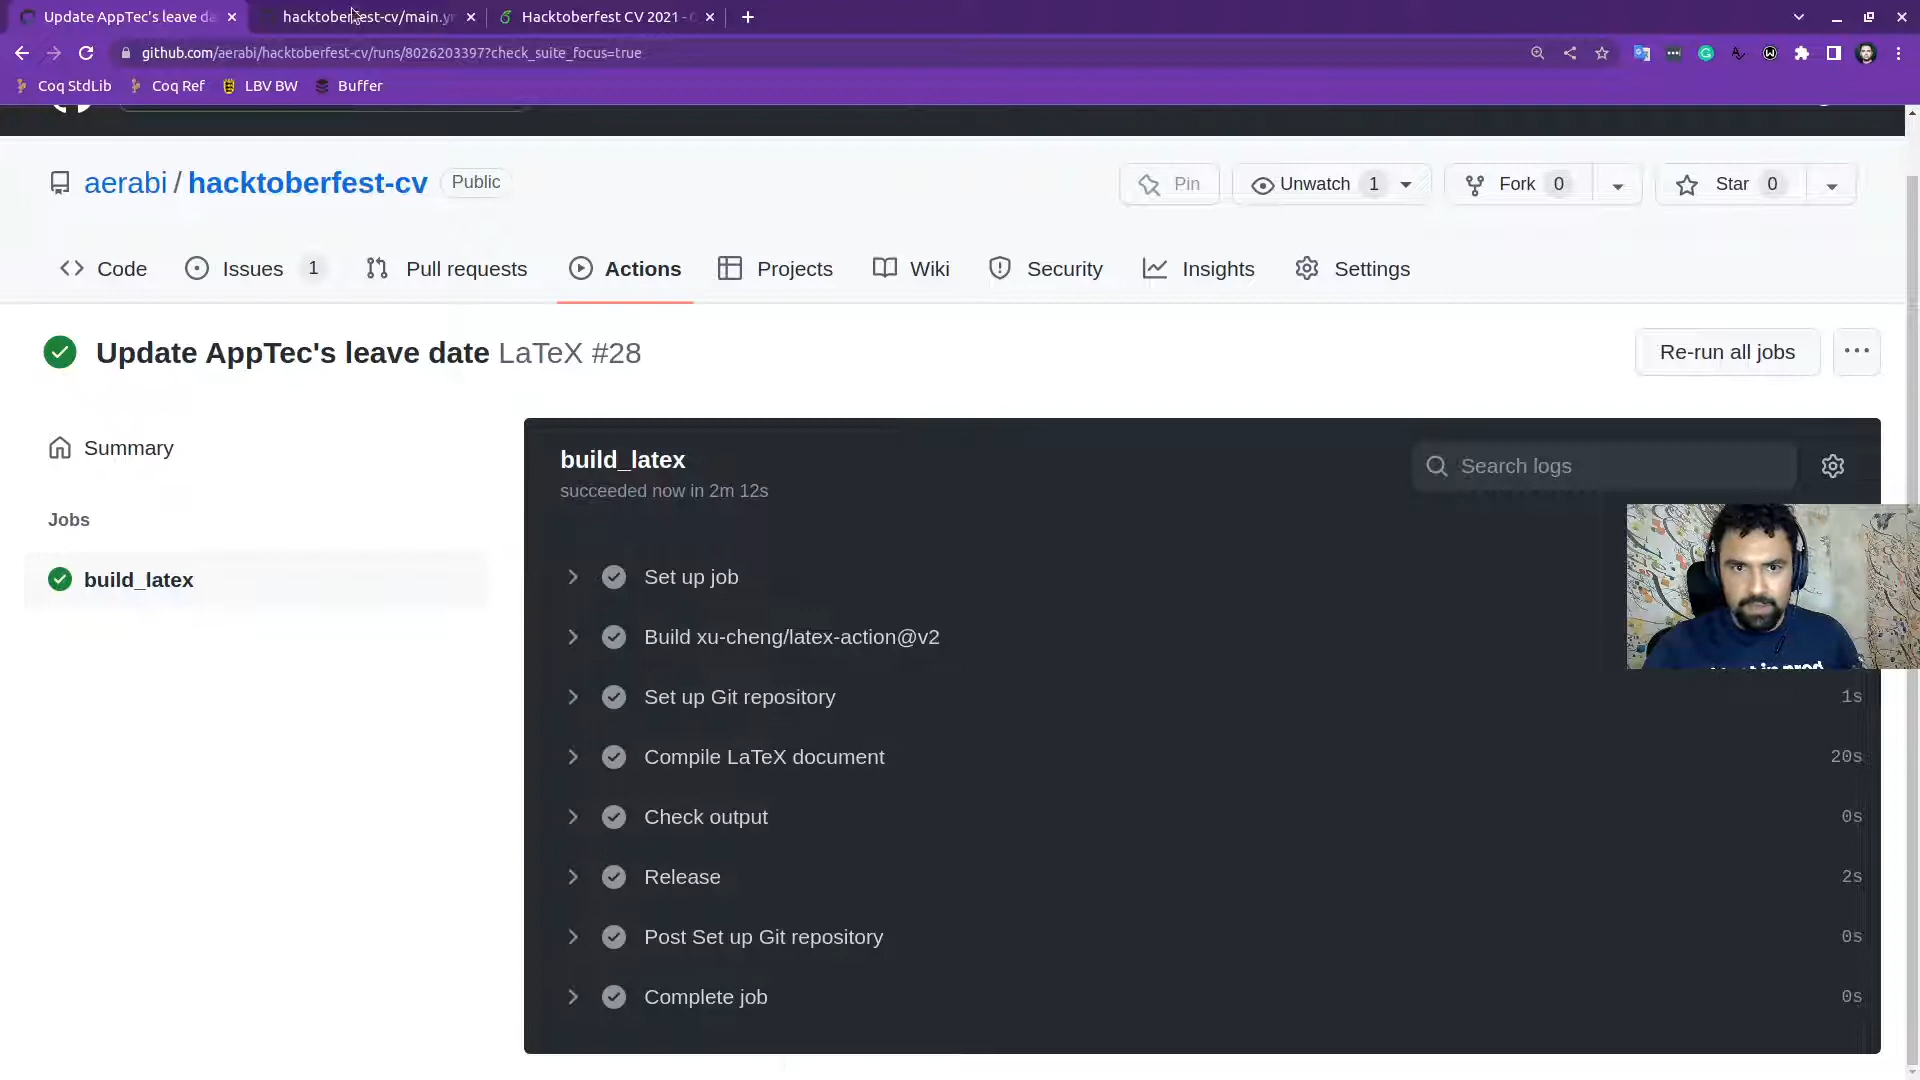 Update AppTec's leave da
hacktoberfest-cv/main.y
Hacktoberfest CV 2021 -
github.com/aerabi/hacktoberfest-cv/runs/8026203397?check_suite_focus=true
Coq StdLib
Coq Ref
LBV BW
Buffer
aerabi / hacktoberfest-cv
Public
Pin
Unwatch 1
Fork 0
Star 0
Code
Issues 1
Pull requests
Actions
Projects
Wiki
Security
Insights
Settings
Update AppTec's leave date LaTeX #28
Re-run all jobs
Summary
Jobs
build_latex
build_latex
succeeded now in 2m 12s
Search logs
Set up job
Build xu-cheng/latex-action@v2
Set up Git repository 1s
Compile LaTeX document 20s
Check output 0s
Release 2s
Post Set up Git repository 0s
Complete job 0s